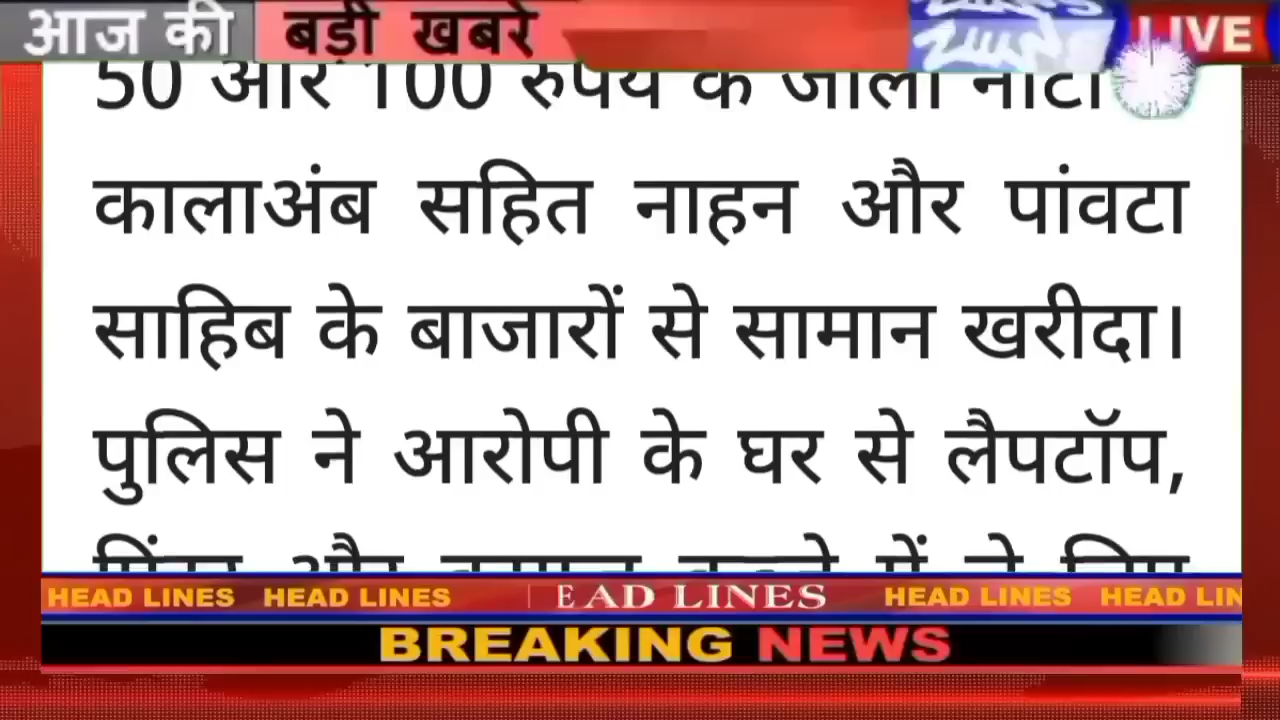 आज की बड़ी खबरे
LIVE
50 और 100 रुपये के जाली नोटों
कालाअंब सहित नाहन और पांवटा
साहिब के बाजारों से सामान खरीदा।
पुलिस ने आरोपी के घर से लैपटॉप,
HEAD LINES HEAD LINES EAD LINES HEAD LINES HEAD LIN
BREAKING NEWS